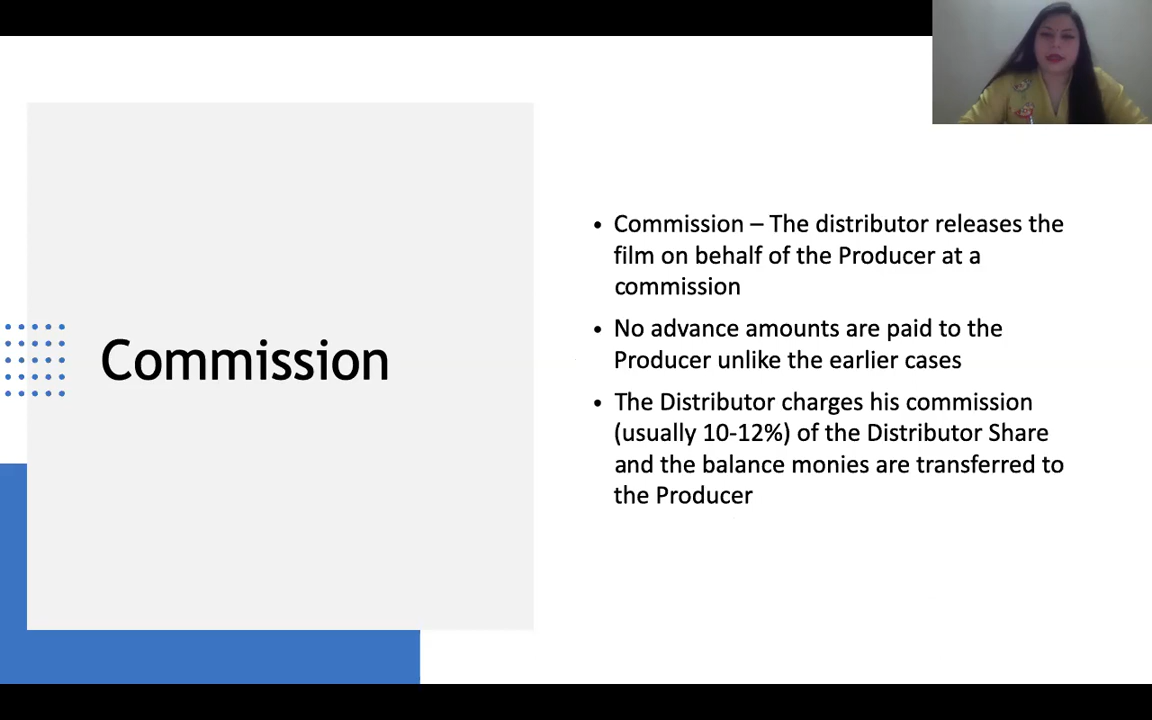 Commission
• Commission – The distributor releases the
film on behalf of the Producer at a
commission
• No advance amounts are paid to the
Producer unlike the earlier cases
• The Distributor charges his commission
(usually 10-12%) of the Distributor Share
and the balance monies are transferred to
the Producer